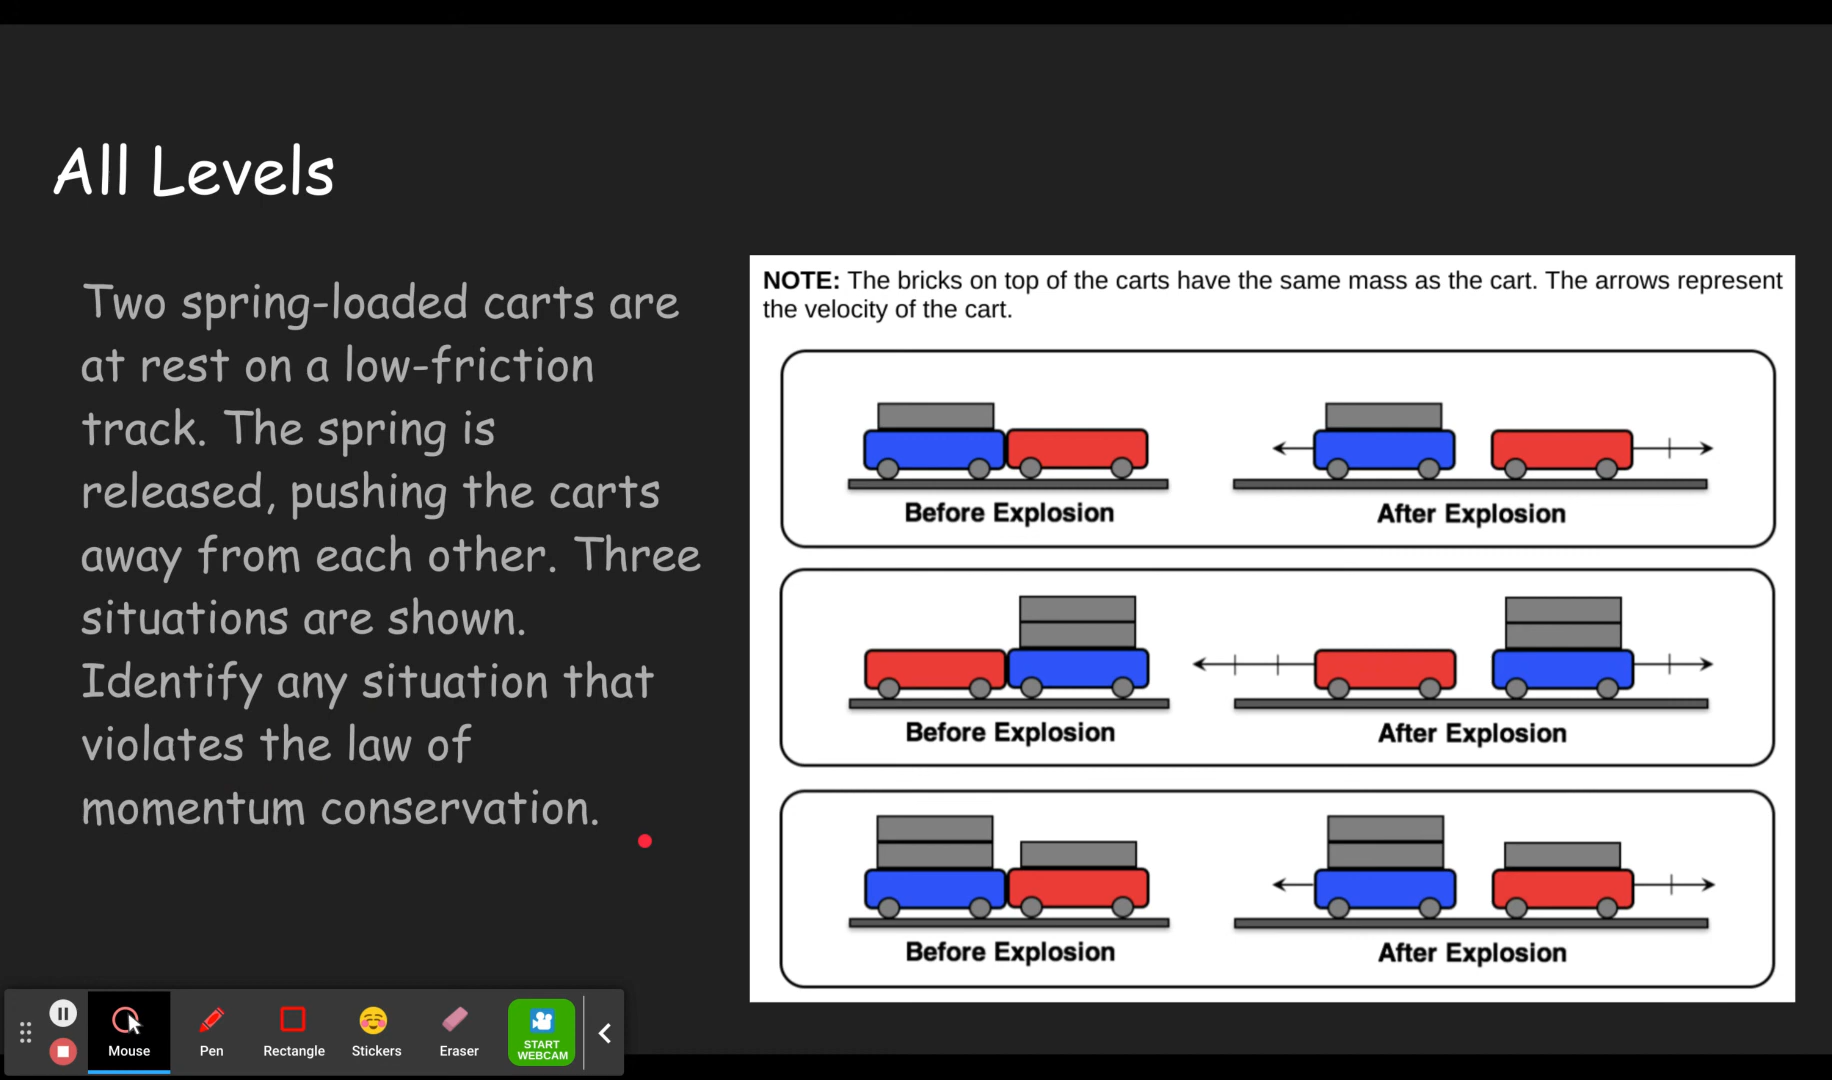 All Levels
Two spring-loaded carts are
at rest on a low-friction
track. The spring is
released, pushing the carts
away from each other. Three
situations are shown.
Identify any situation that
violates the law of
momentum conservation.
NOTE: The bricks on top of the carts have the same mass as the cart. The arrows represent
the velocity of the cart.
Before Explosion
After Explosion
Before Explosion
After Explosion
Before Explosion
After Explosion
Mouse
Pen
Rectangle
Stickers
Eraser
START
WEBCAM